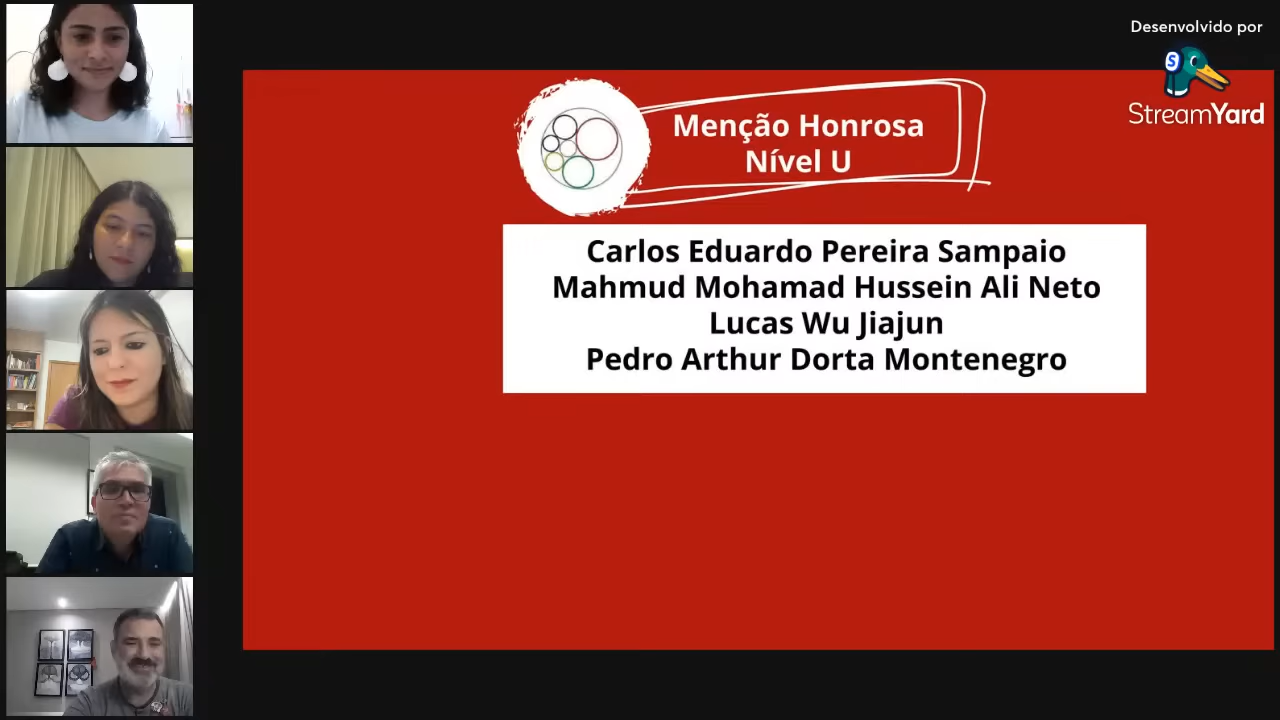 Desenvolvido por
S
StreamYard
Menção Honrosa
Nível U
Carlos Eduardo Pereira Sampaio
Mahmud Mohamad Hussein Ali Neto
Lucas Wu Jiajun
Pedro Arthur Dorta Montenegro